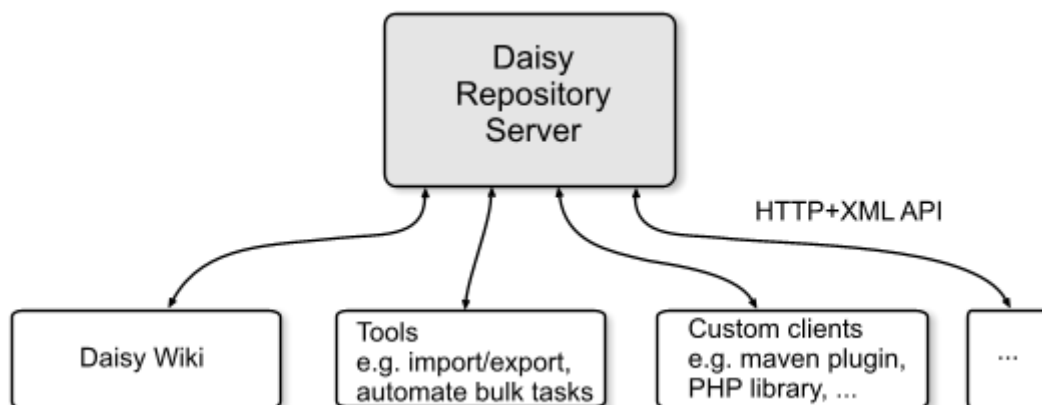 Daisy
Repository
Server
HTTP+XML API
Daisy Wiki
Tools
e.g. import/export,
automate bulk tasks
Custom clients
e.g. maven plugin,
PHP library, ...
...